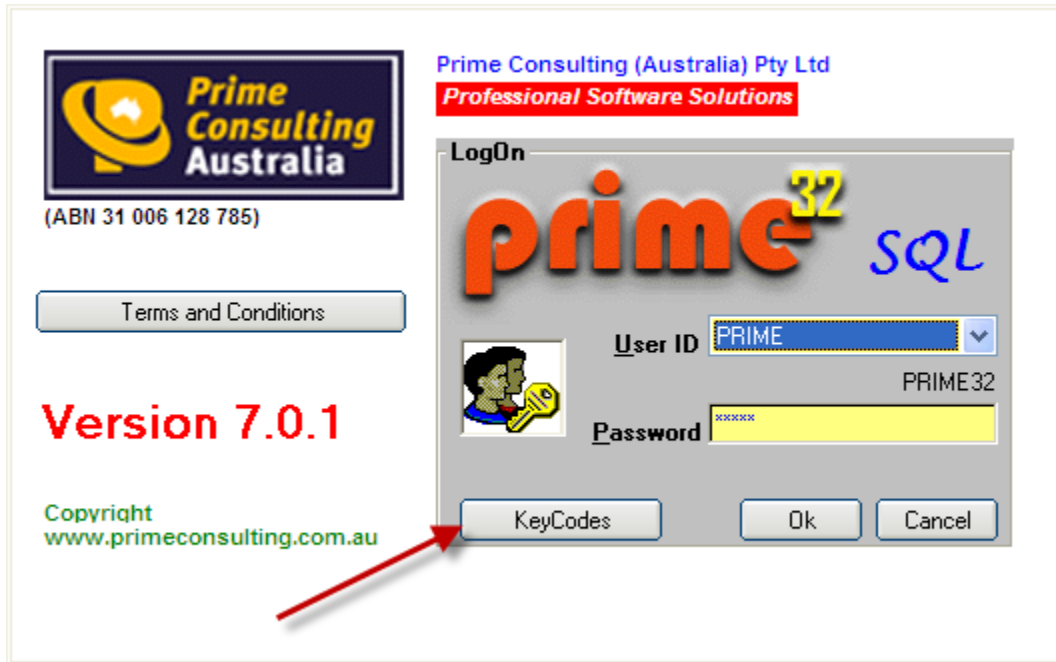 Prime
Consulting
Australia
(ABN 31 006 128 785)
Terms and Conditions
Version 7.0.1
Copyright
www.primeconsulting.com.au
Prime Consulting (Australia) Pty Ltd
Professional Software Solutions
LogOn
prime32
SQL
User ID PRIME
PRIME32
Password xxxxx
KeyCodes Ok Cancel